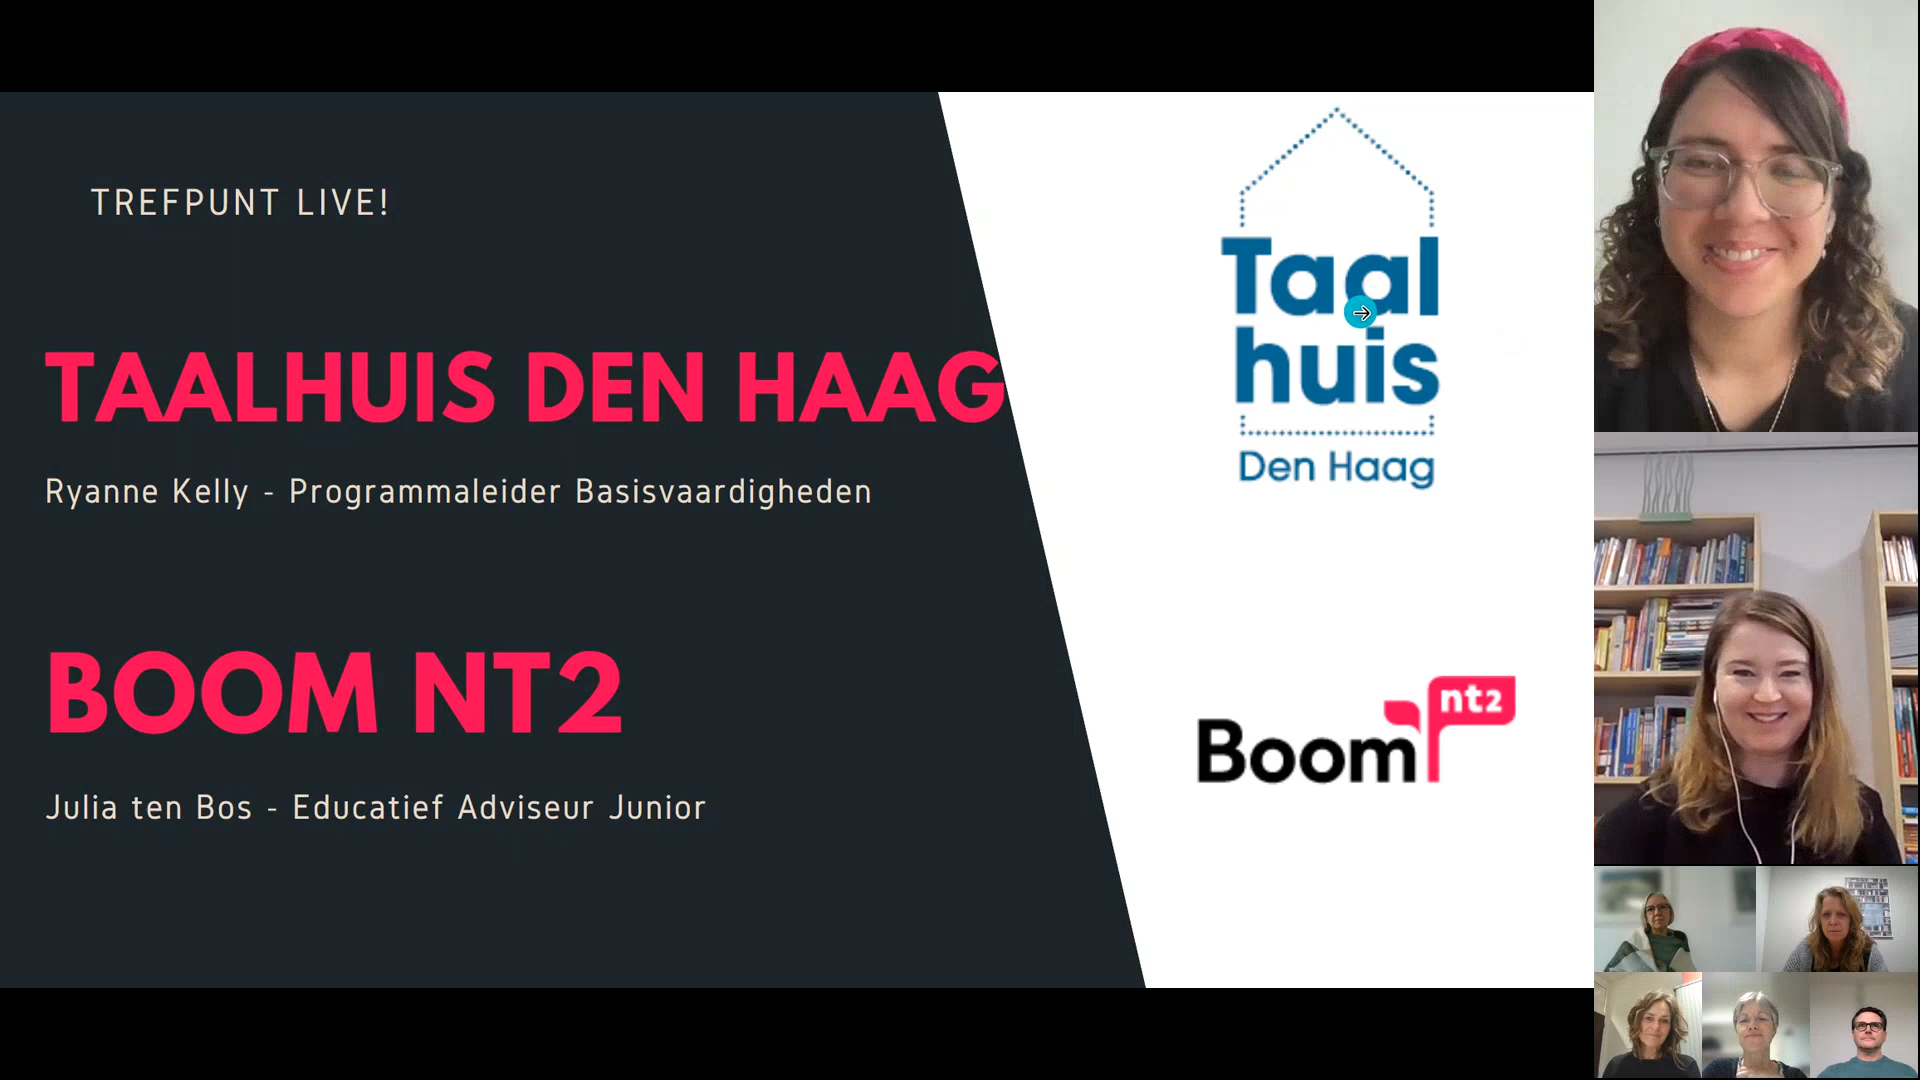 TREFPUNT LIVE!
TAALHUIS DEN HAAG
Ryanne Kelly - Programmaleider Basisvaardigheden
BOOM NT2
Julia ten Bos - Educatief Adviseur Junior
Taal
huis
Den Haag
Boom nt2